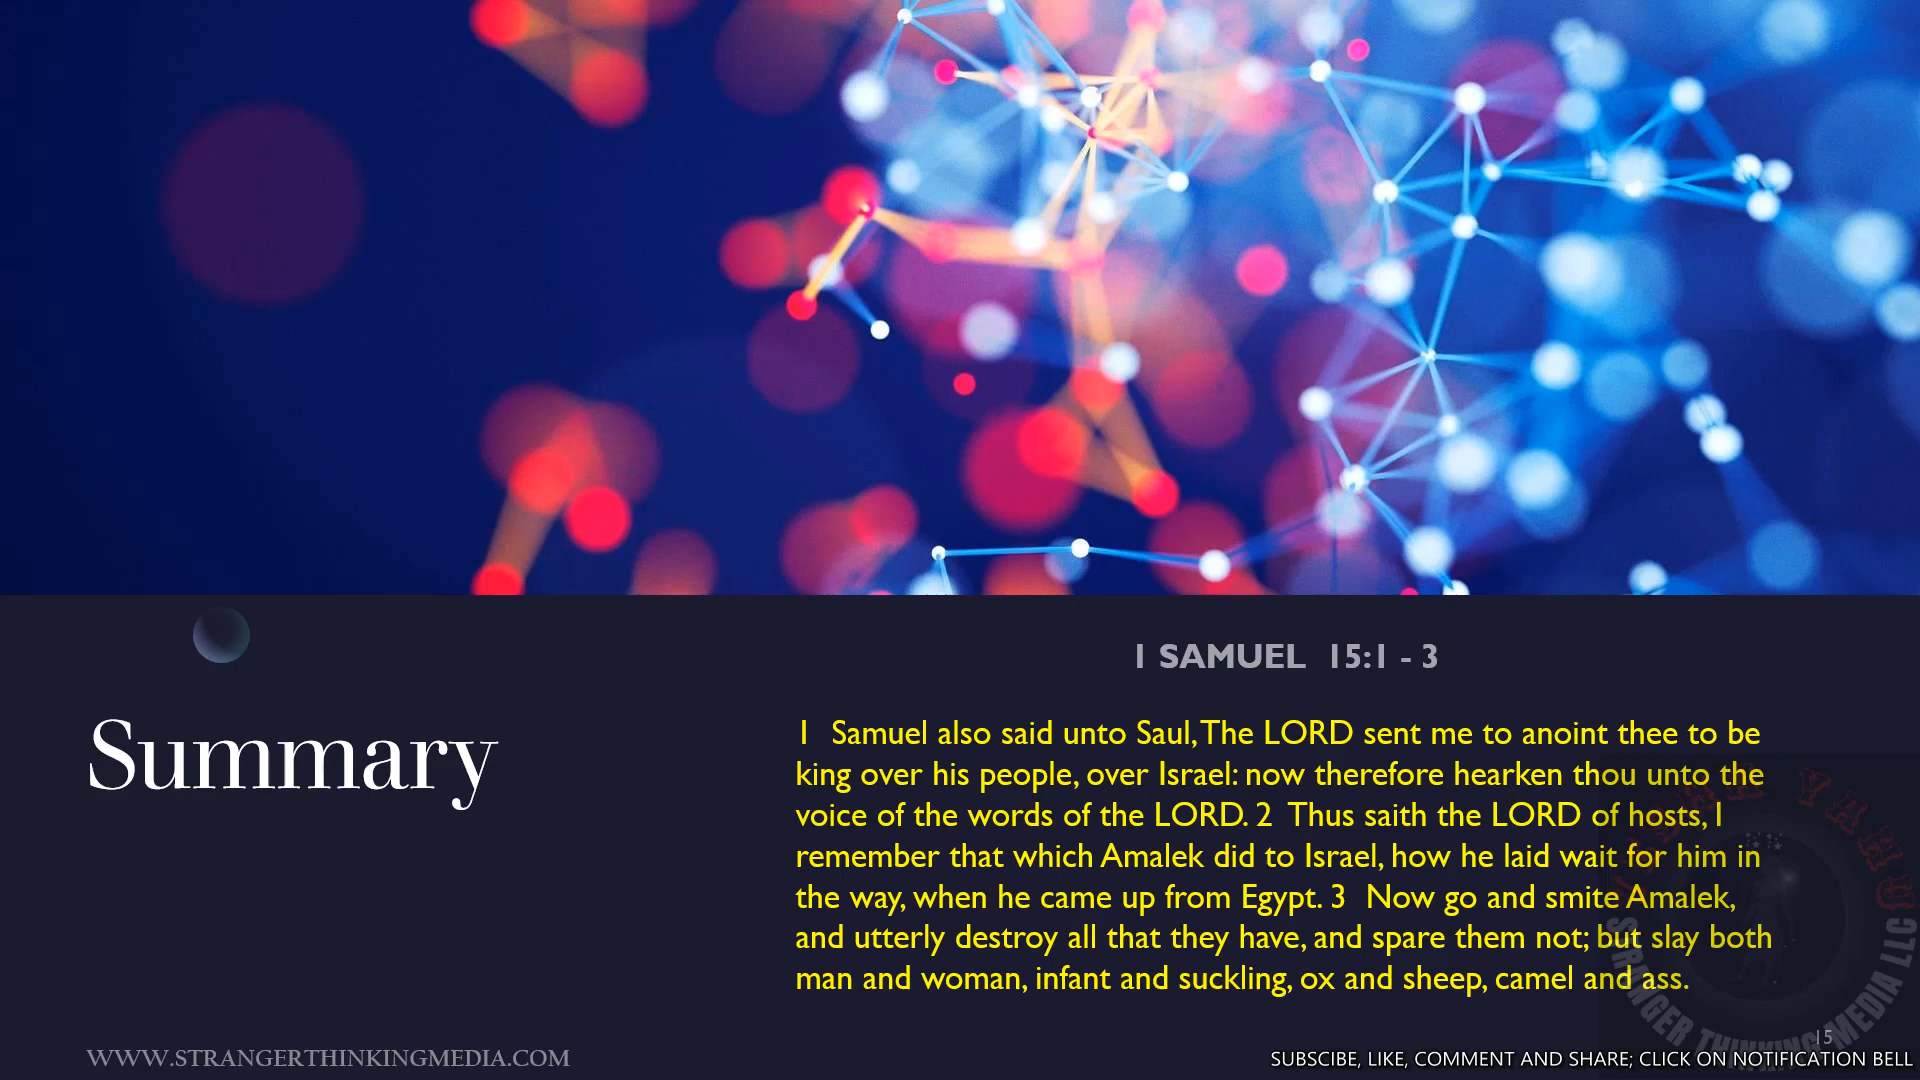 1 SAMUEL 15:1 - 3
Summary
1 Samuel also said unto Saul, The LORD sent me to anoint thee to be
king over his people, over Israel: now therefore hearken thou unto the
voice of the words of the LORD. 2 Thus saith the LORD of hosts, I
remember that which Amalek did to Israel, how he laid wait for him in
the way, when he came up from Egypt. 3 Now go and smite Amalek,
and utterly destroy all that they have, and spare them not; but slay both
man and woman, infant and suckling, ox and sheep, camel and ass.
STRANGER THINKING MEDIA LLC
15
WWW.STRANGERTHINKINGMEDIA.COM
SUBSCIBE, LIKE, COMMENT AND SHARE; CLICK ON NOTIFICATION BELL